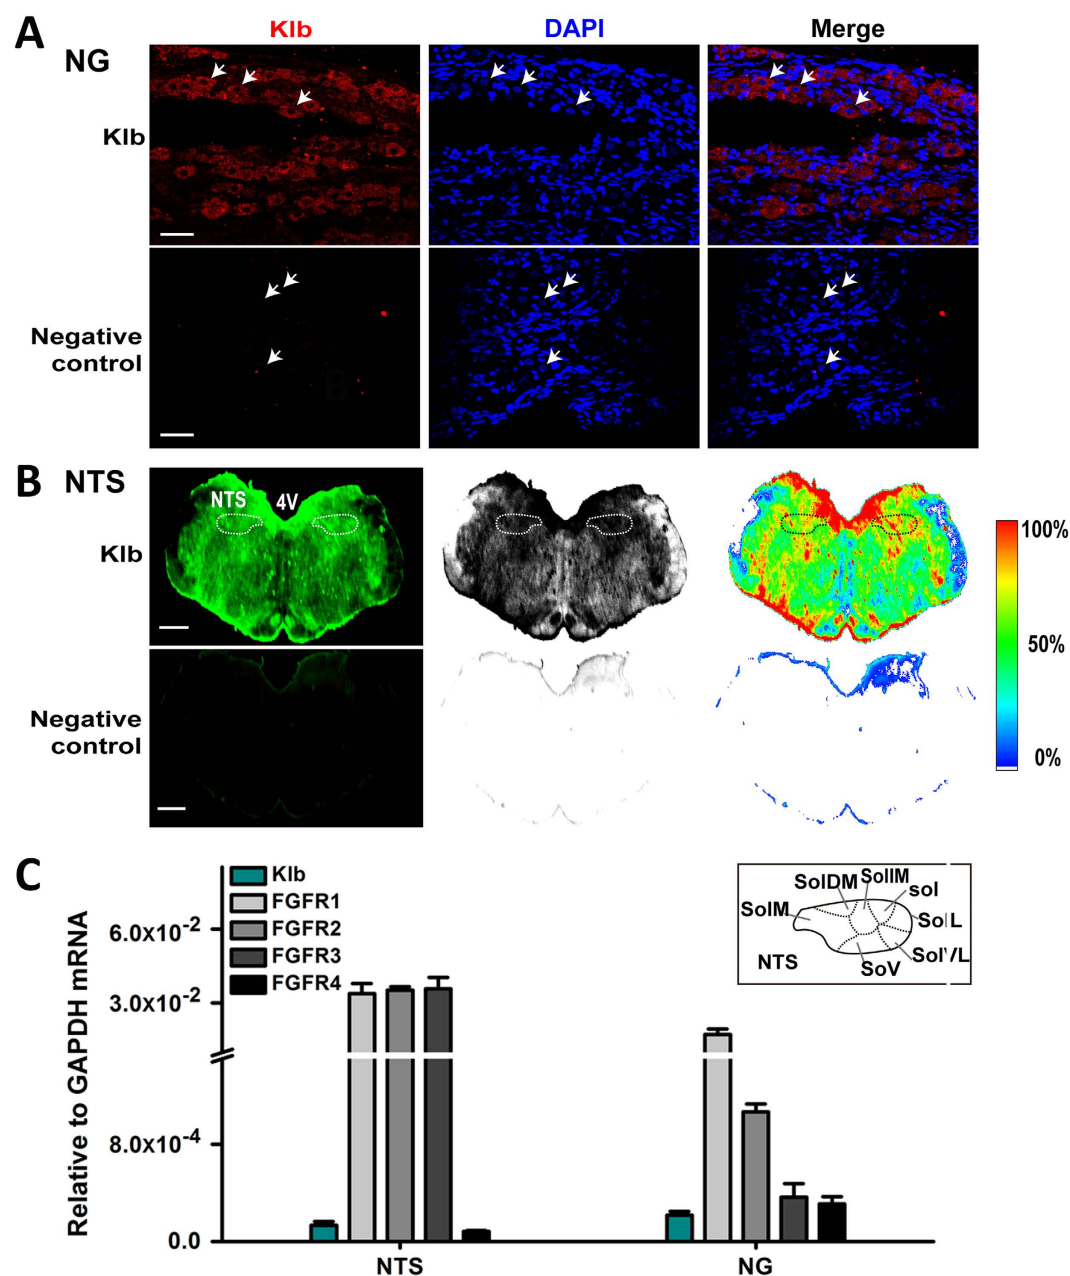 A
Klb
DAPI
Merge
NG
Klb
Negative
control
B
NTS
NTS
4V
Klb
100%
50%
0%
Negative
control
C
Klb
FGFR1
FGFR2
FGFR3
FGFR4
Relative to GAPDH mRNA
6.0x10-2
3.0x10-2
8.0x10-4
0.0
NTS
NG
SolDM
SolIM
sol
SolM
SolL
SolVL
SoV
NTS